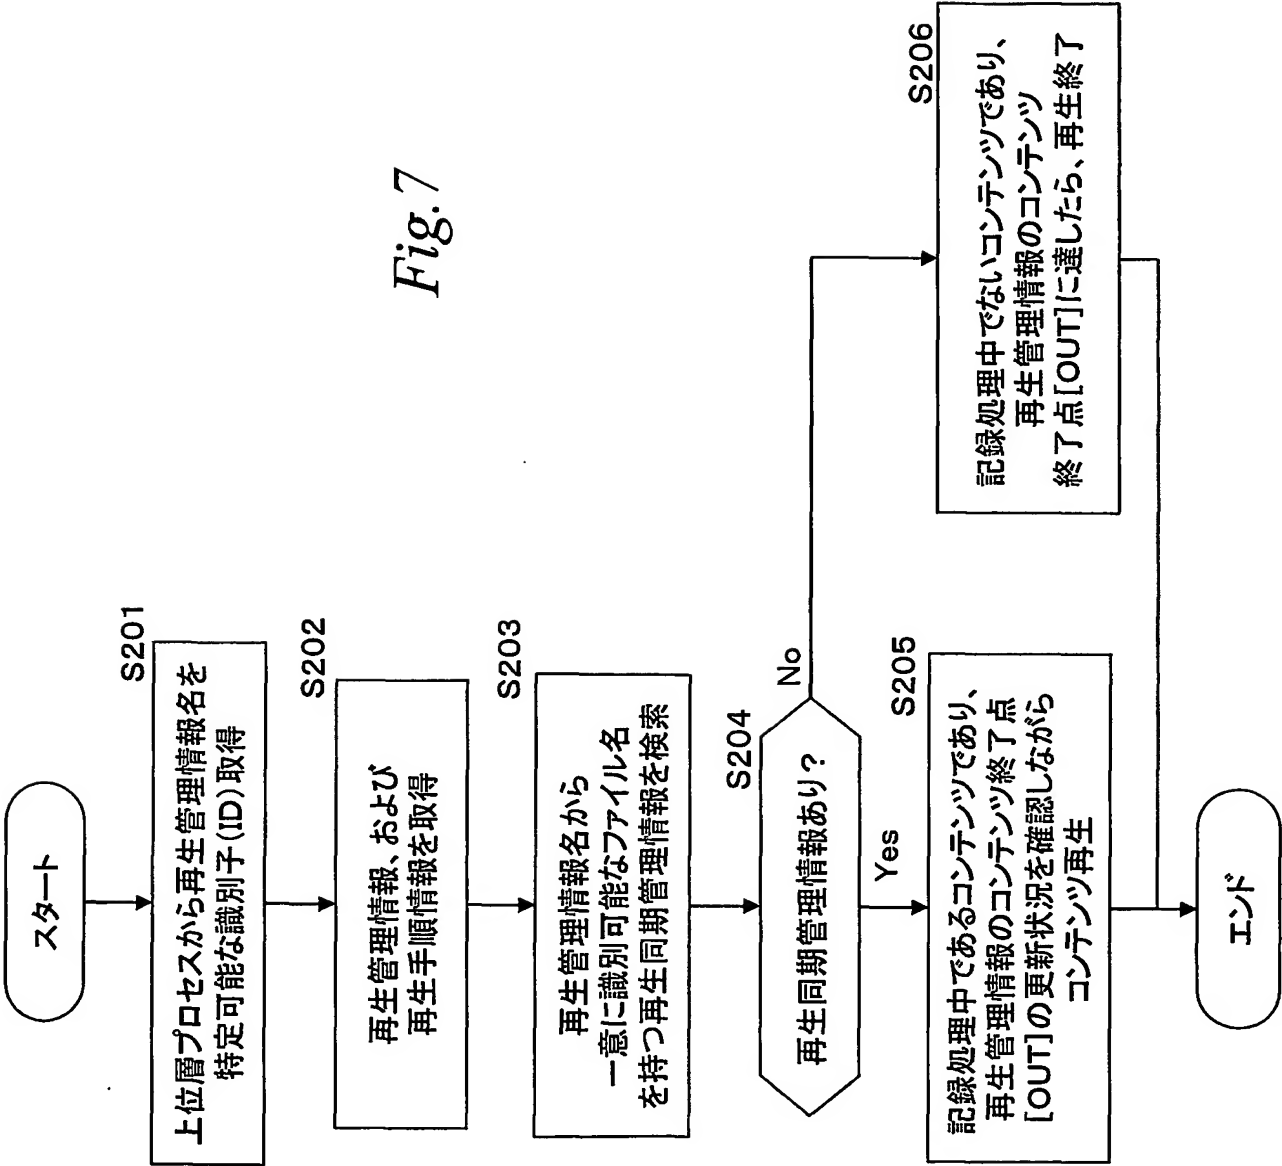 Fig.7
スタート
S201
上位層プロセスから再生管理情報名を
特定可能な識別子(ID)取得
S202
再生管理情報、および
再生手順情報を取得
S203
再生管理情報名から
一意に識別可能なファイル名
を持つ再生同期管理情報を検索
S204
再生同期管理情報あり?
No
Yes
S205
記録処理中であるコンテンツであり、
再生管理情報のコンテンツ終了点
[OUT]の更新状況を確認しながら
コンテンツ再生
S206
記録処理中でないコンテンツであり、
再生管理情報のコンテンツ
終了点[OUT]に達したら、再生終了
エンド